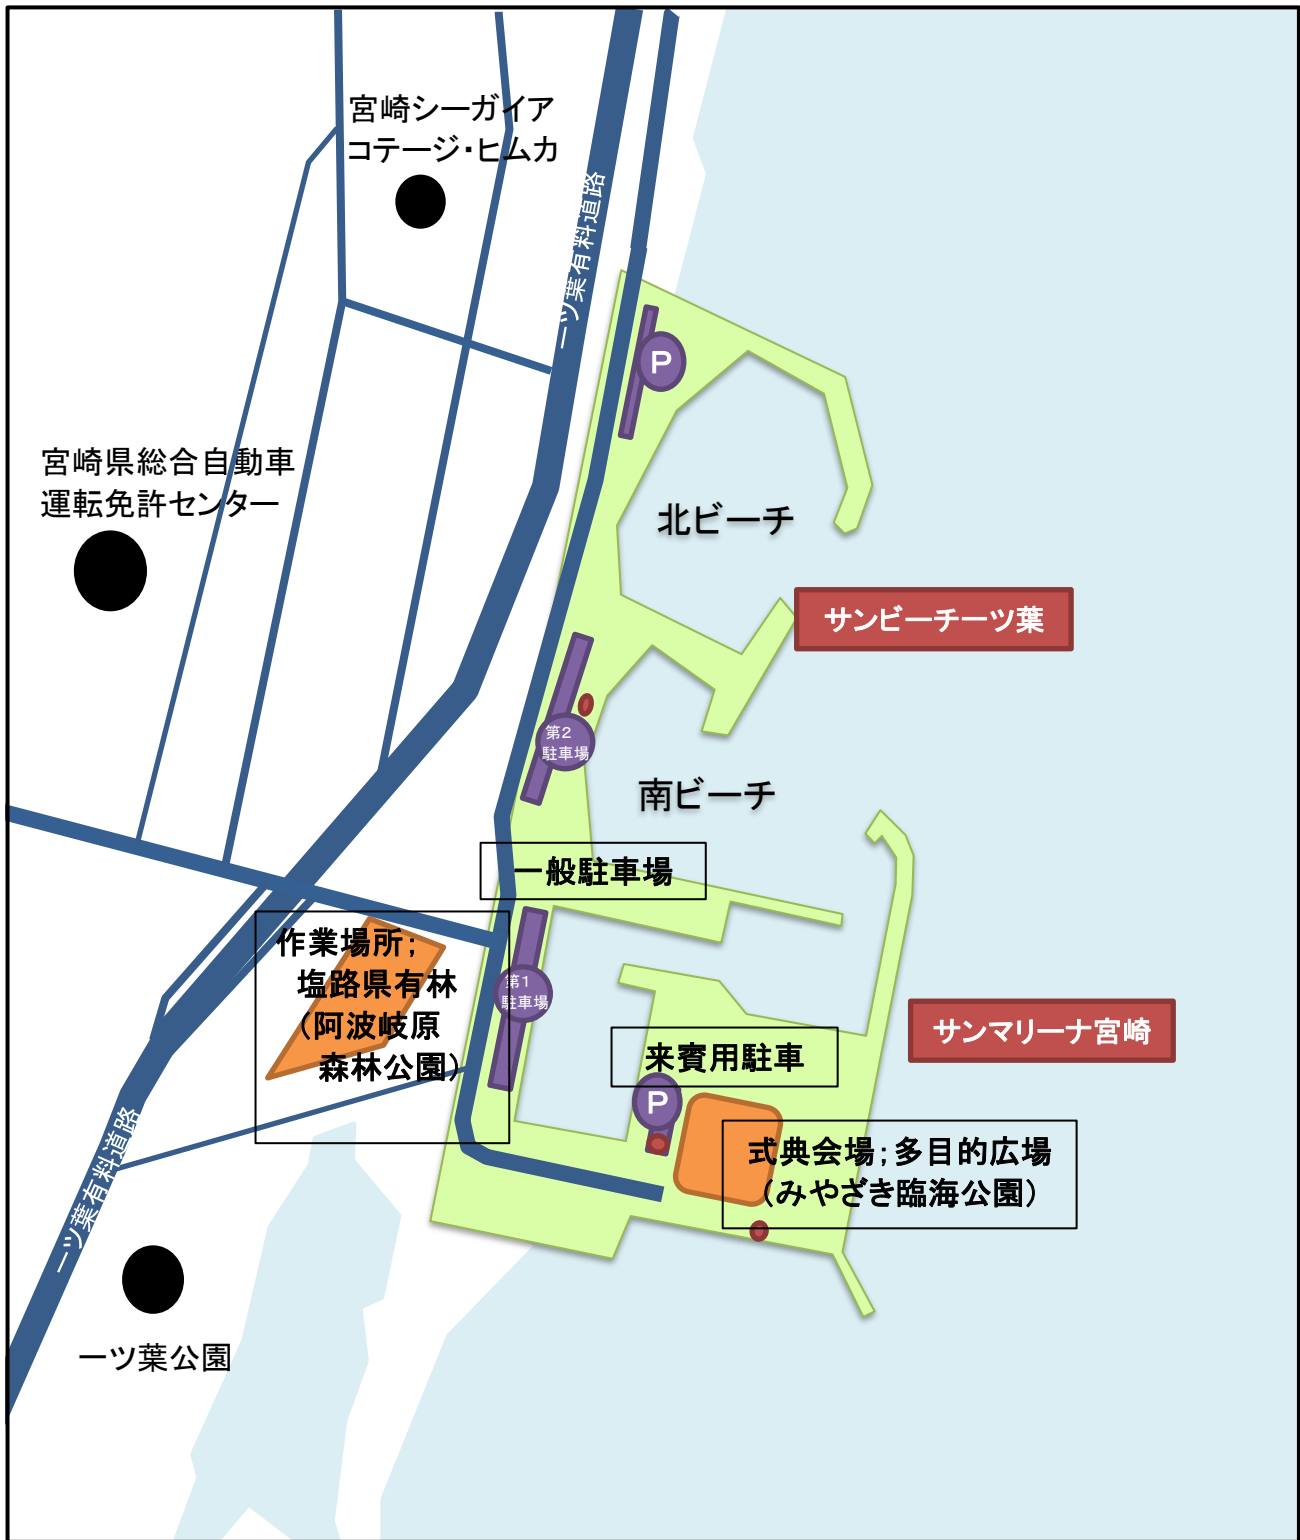 宮崎シーガイア
コテージ・ヒムカ
一ツ葉有料道路
P
宮崎県総合自動車
運転免許センター
北ビーチ
サンビーチ一ツ葉
第2
駐車場
南ビーチ
一般駐車場
作業場所;
塩路県有林
(阿波岐原
森林公園)
第1
駐車場
サンマリーナ宮崎
来賓用駐車
P
式典会場;多目的広場
(みやざき臨海公園)
一ツ葉有料道路
一ツ葉公園